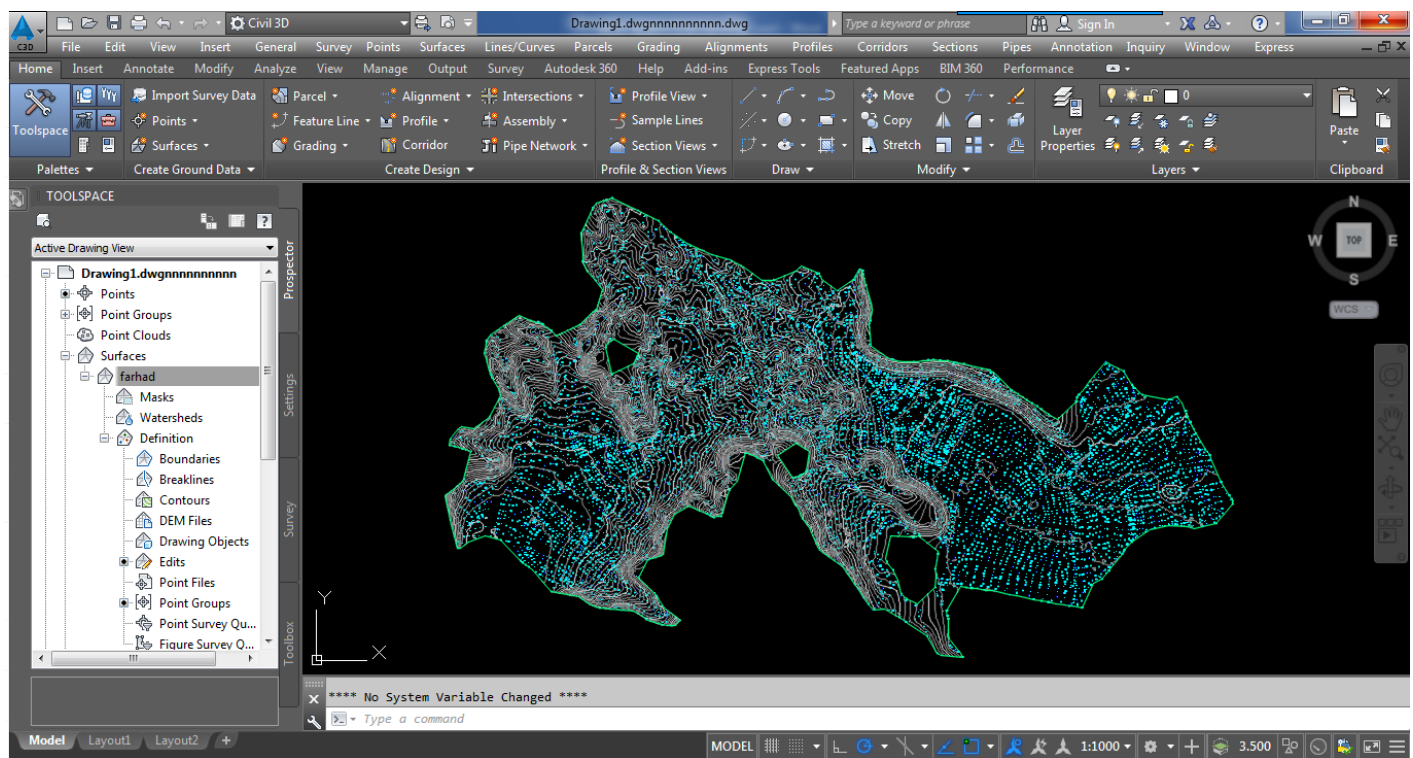 Civil 3D Drawing1.dwgnnnnnnnnnn.dwg Type a keyword or phrase Sign In
C3D File Edit View Insert General Survey Points Surfaces Lines/Curves Parcels Grading Alignments Profiles Corridors Sections Pipes Annotation Inquiry Window Express
Home Insert Annotate Modify Analyze View Manage Output Survey Autodesk 360 Help Add-ins Express Tools Featured Apps BIM 360 Performance
Import Survey Data Parcel Alignment Intersections Profile View Move 0
Toolspace Points Feature Line Profile Assembly Sample Lines Copy Layer Properties Paste
Surfaces Grading Corridor Pipe Network Section Views Stretch
Palettes Create Ground Data Create Design Profile & Section Views Draw Modify Layers Clipboard
TOOLSPACE
Active Drawing View
Drawing1.dwgnnnnnnnnnn
Points
Point Groups
Point Clouds
Surfaces
farhad
Masks
Watersheds
Definition
Boundaries
Breaklines
Contours
DEM Files
Drawing Objects
Edits
Point Files
Point Groups
Point Survey Qu...
Figure Survey Q...
Prospector
Settings
Survey
Toolbox
N
W TOP E
S
WCS
Y
X
**** No System Variable Changed ****
Type a command
Model Layout1 Layout2 + MODEL 1:1000 3.500